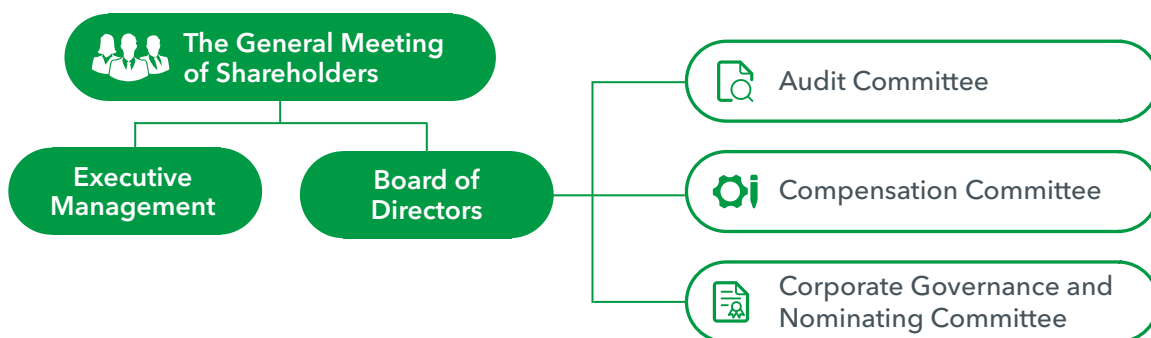 The General Meeting
of Shareholders
Executive
Management
Board of
Directors
Audit Committee
Compensation Committee
Corporate Governance and
Nominating Committee